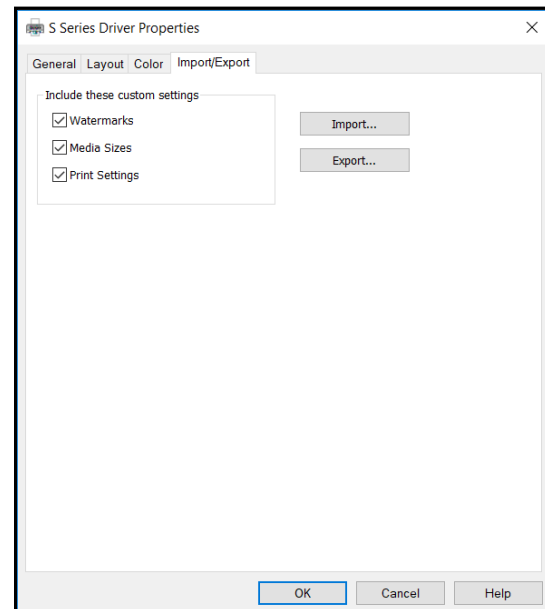 S Series Driver Properties
General Layout Color Import/Export
Include these custom settings
Watermarks
Import...
Media Sizes
Export...
Print Settings
OK Cancel Help